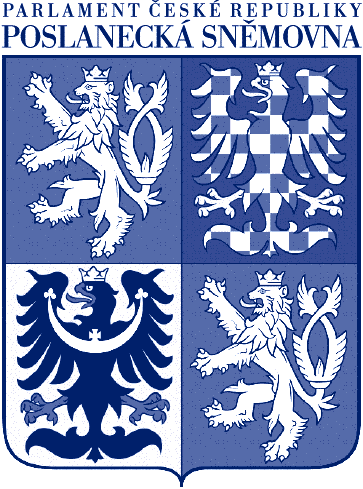 PARLAMENT ČESKÉ REPUBLIKY
POSLANECKÁ SNĚMOVNA